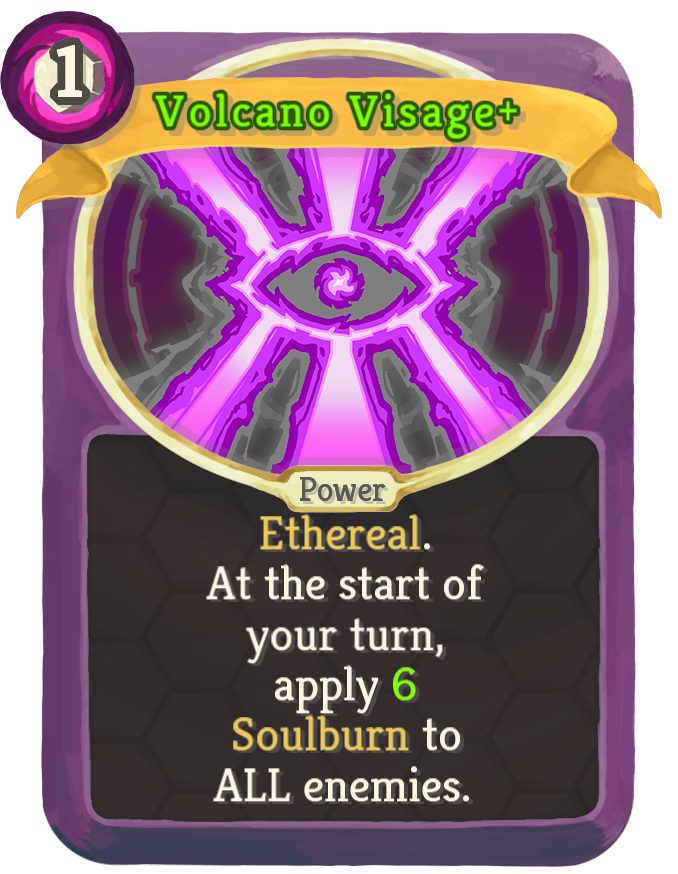 1
Volcano Visage+
Power
Ethereal.
At the start of
your turn,
apply 6
Soulburn to
ALL enemies.